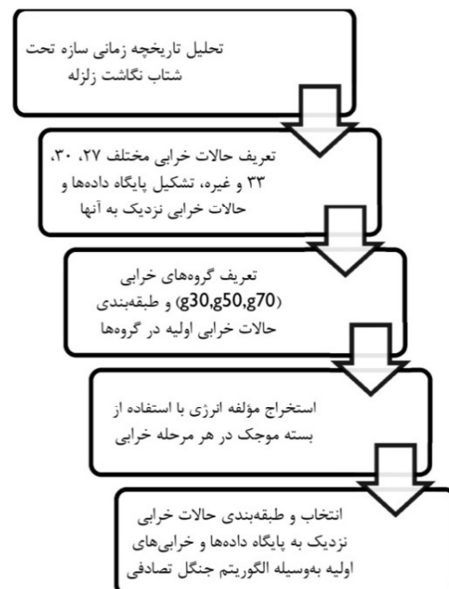 تحلیل تاریخچه زمانی سازه تحت
شتاب نگاشت زلزله
تعریف حالات خرابی مختلف ۲۷، ۳۰،
۳۳ و غیره، تشکیل پایگاه داده‌ها و
حالات خرابی نزدیک به آنها
تعریف گروه‌های خرابی
(g30,g50,g70) و طبقه‌بندی
حالات خرابی اولیه در گروه‌ها
استخراج مؤلفه انرژی با استفاده از
بسته موجک در هر مرحله خرابی
انتخاب و طبقه‌بندی حالات خرابی
نزدیک به پایگاه داده‌ها و خرابی‌های
اولیه به‌وسیله الگوریتم جنگل تصادفی